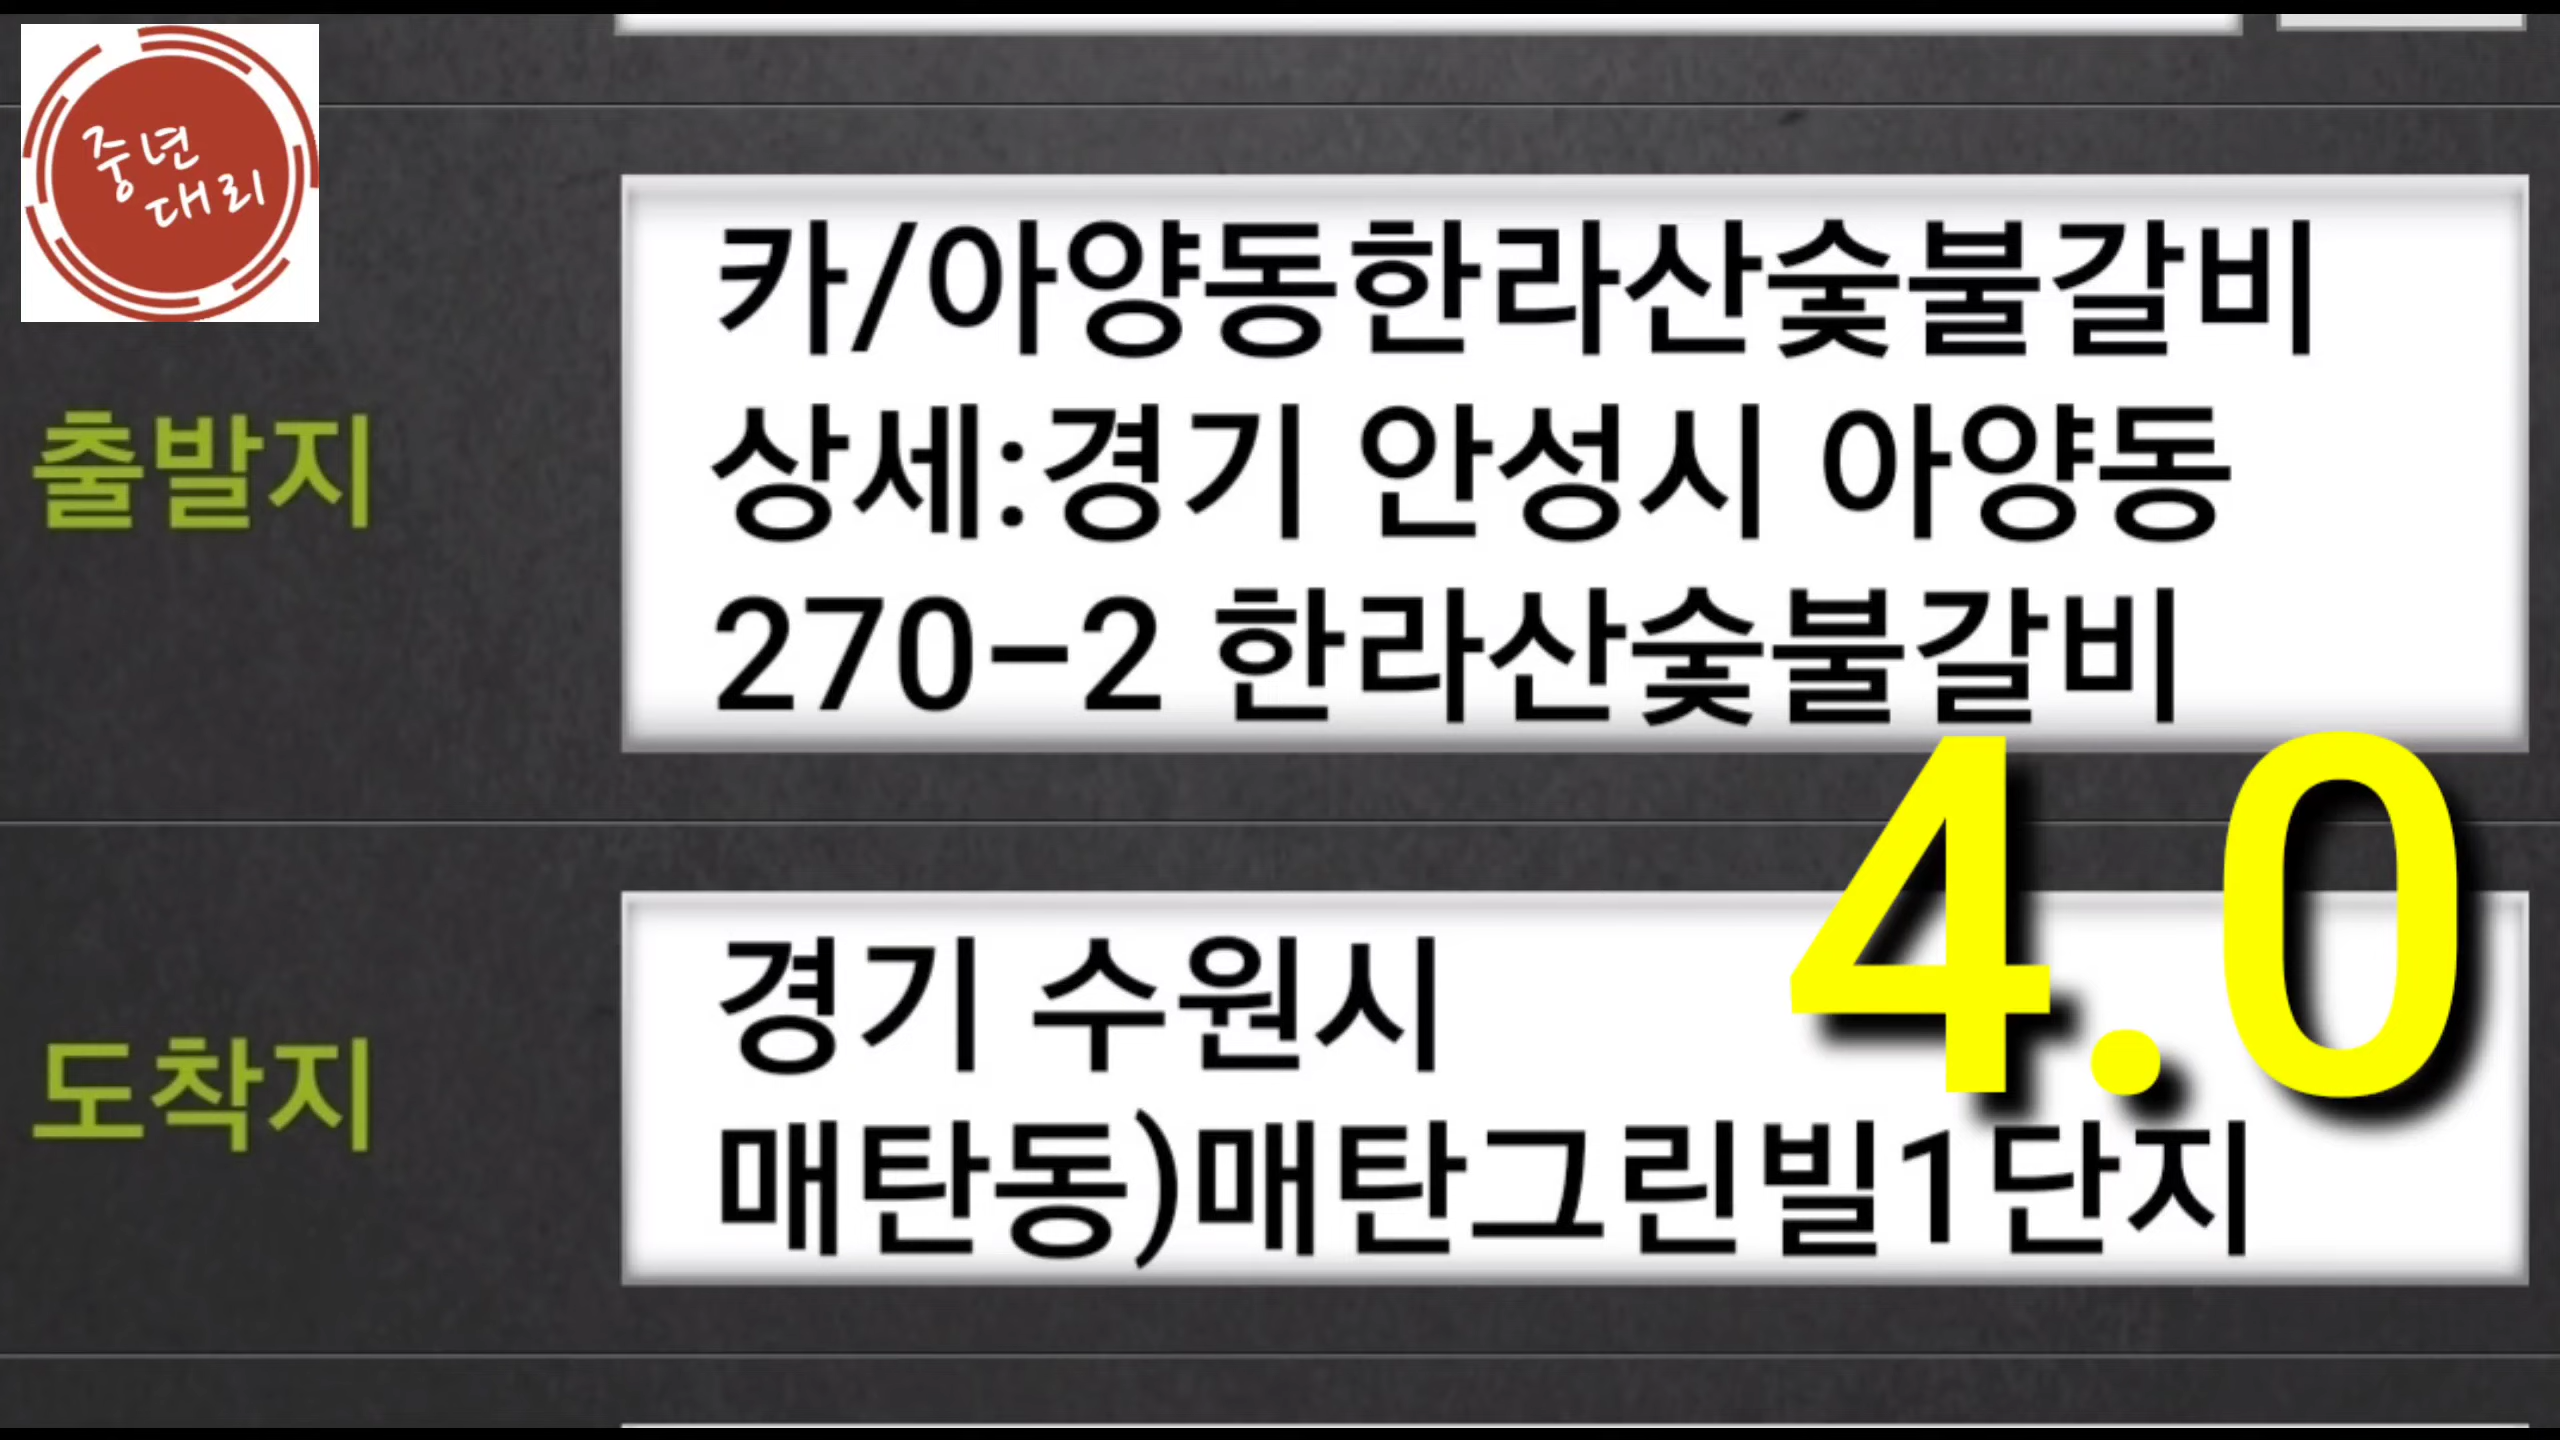 중년
대리
출발지
카/아양동한라산숯불갈비
상세:경기 안성시 아양동
270-2 한라산숯불갈비
4.0
도착지
경기 수원시
매탄동)매탄그린빌1단지